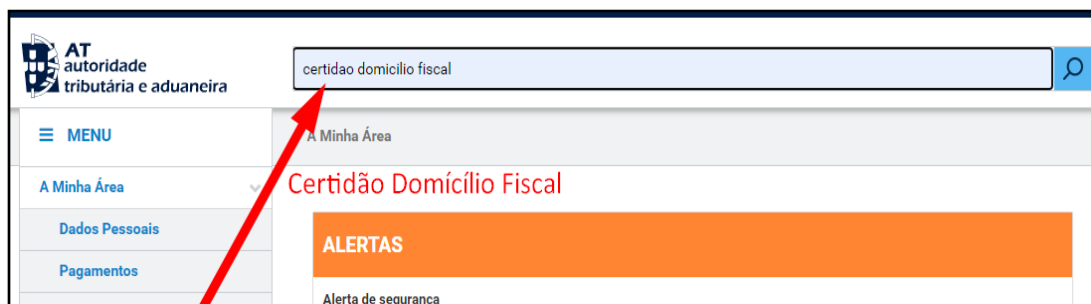 AT
autoridade
tributária e aduaneira
certidao domicilio fiscal
MENU
A Minha Área
A Minha Área
Certidão Domícílio Fiscal
Dados Pessoais
ALERTAS
Pagamentos
Alerta de segurança